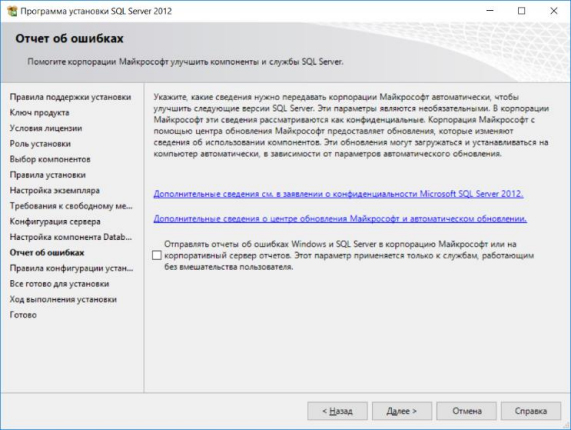 Программа установки SQL Server 2012
Отчет об ошибках
Помогите корпорации Майкрософт улучшить компоненты и службы SQL Server.
Правила поддержки установки
Ключ продукта
Условия лицензии
Роль установки
Выбор компонентов
Правила установки
Настройка экземпляра
Требования к свободному ме...
Конфигурация сервера
Настройка компонента Datab...
Отчет об ошибках
Правила конфигурации устан...
Все готово для установки
Ход выполнения установки
Готово
Укажите, какие сведения нужно передавать корпорации Майкрософт автоматически, чтобы
улучшить следующие версии SQL Server. Эти параметры являются необязательными. В корпорации
Майкрософт эти сведения рассматриваются как конфиденциальные. Корпорация Майкрософт с
помощью центра обновления Майкрософт предоставляет обновления, которые изменяют
сведения об использовании компонентов. Эти обновления могут загружаться и устанавливаться на
компьютер автоматически, в зависимости от параметров автоматического обновления.
Дополнительные сведения см. в заявлении о конфиденциальности Microsoft SQL Server 2012.
Дополнительные сведения о центре обновления Майкрософт и автоматическом обновлении.
Отправлять отчеты об ошибках Windows и SQL Server в корпорацию Майкрософт или на
корпоративный сервер отчетов. Этот параметр применяется только к службам, работающим
без вмешательства пользователя.
< Назад
Далее >
Отмена
Справка